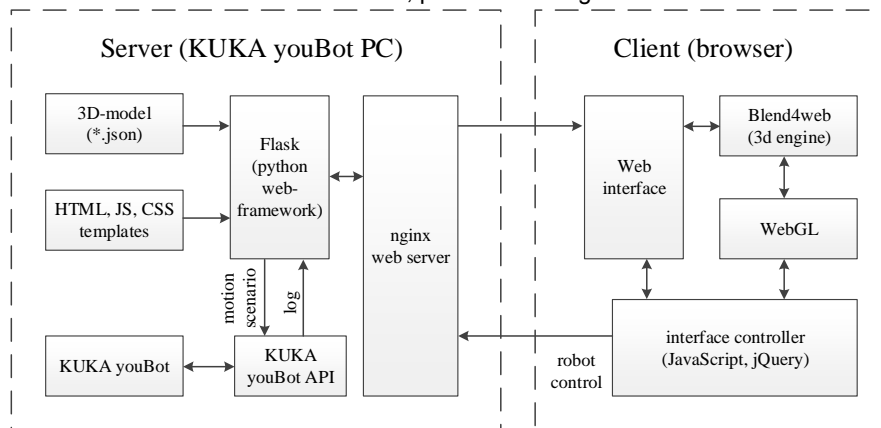 Server (KUKA youBot PC)
Client (browser)
3D-model
(*.json)
HTML, JS, CSS
templates
Flask
(python
web-
framework)
nginx
web server
motion
scenario
log
KUKA youBot
KUKA
youBot API
Web
interface
Blend4web
(3d engine)
WebGL
interface controller
(JavaScript, jQuery)
robot
control